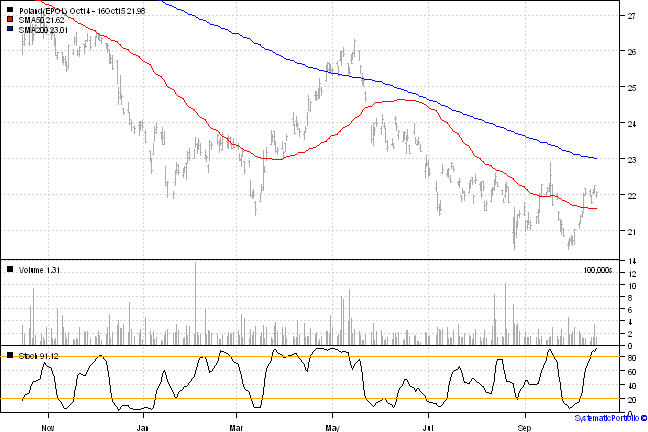 Poland(EPOL) Oct14 - 16Oct15 21.98
SMA50 21.62
SMA200 23.01
27
26
25
24
23
22
21
Volume 1.31
100,000s
14
12
10
8
6
4
2
0
Stoch 91.12
80
60
40
20
0
Nov Jan Mar May Jul Sep
SystematicPortfolio ©